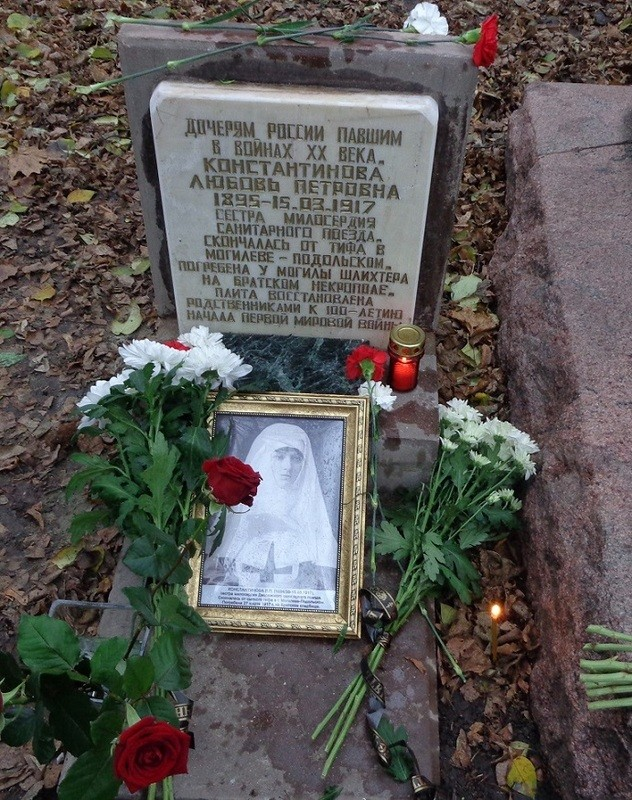 ДОЧЕРЯМ РОССИИ ПАВШИМ
В ВОЙНАХ XX ВЕКА.
КОНСТАНТИНОВА
ЛЮБОВЬ ПЕТРОВНА
1895-15.03.1917
СЕСТРА МИЛОСЕРДИЯ
САНИТАРНОГО ПОЕЗДА.
СКОНЧАЛАСЬ ОТ ТИФА В
МОГИЛЕВЕ-ПОДОЛЬСКОМ.
ПОГРЕБЕНА У МОГИЛЫ ШЛИХТЕРА
НА БРАТСКОМ НЕКРОПОЛЕ.
ПЛИТА ВОССТАНОВЛЕНА
РОДСТВЕННИКАМИ К 100-ЛЕТИЮ
НАЧАЛА ПЕРВОЙ МИРОВОЙ ВОЙНЫ
КОНСТАНТИНОВА Л.П.